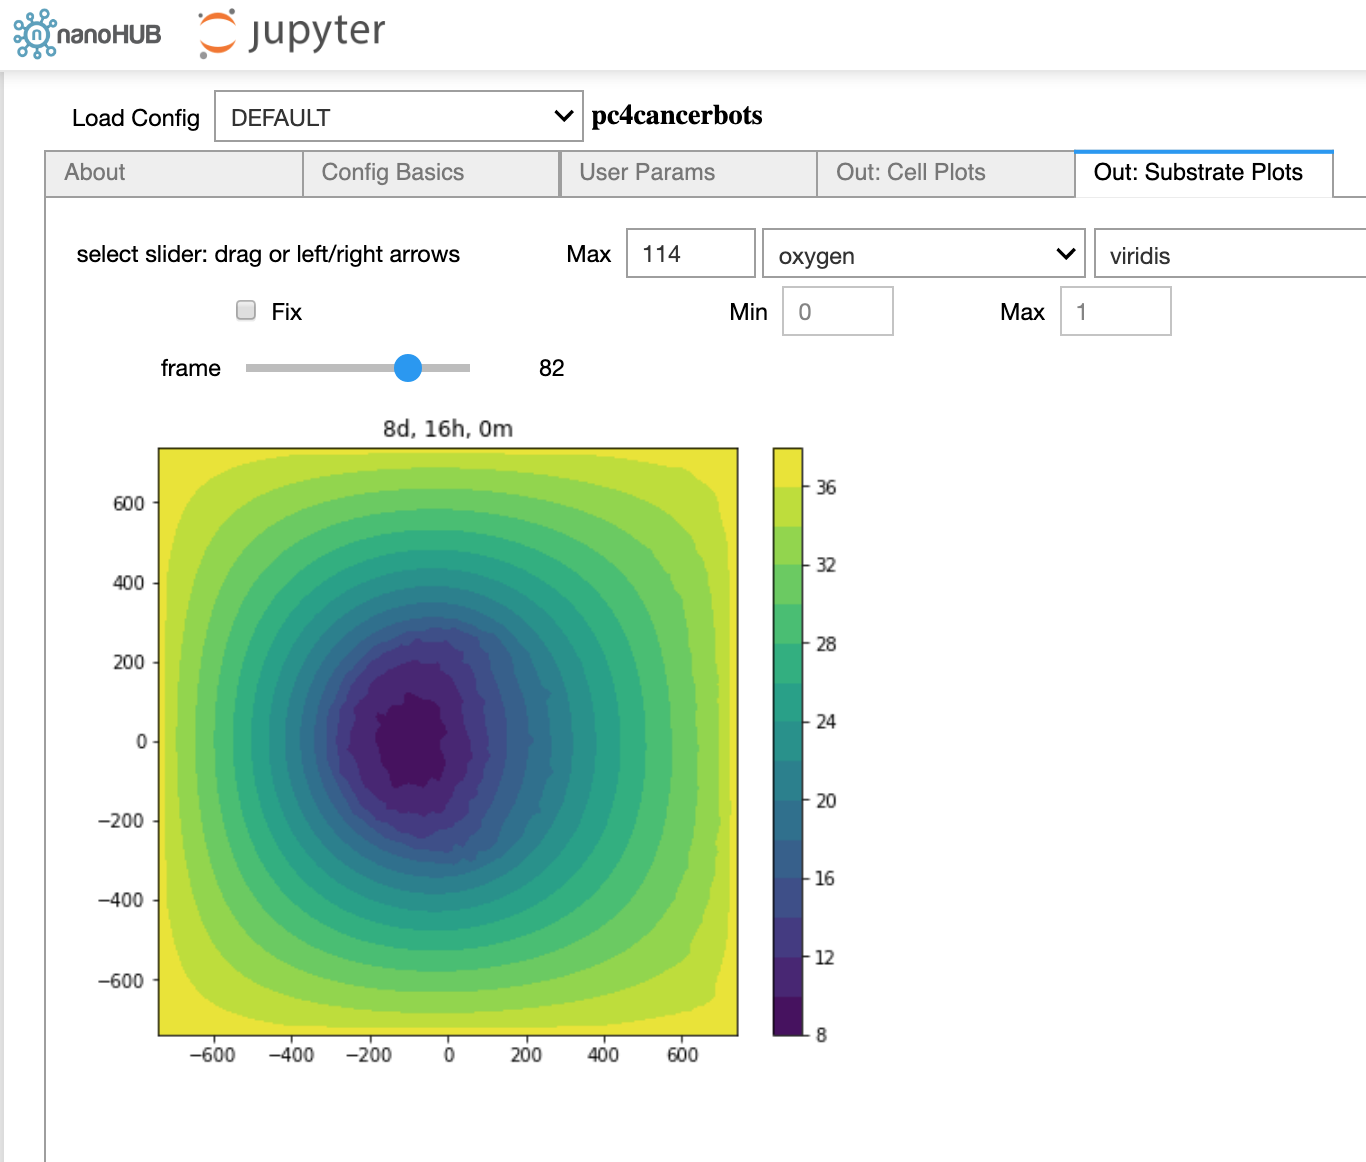 nanoHUB jupyter
Load Config DEFAULT pc4cancerbots
About Config Basics User Params Out: Cell Plots Out: Substrate Plots
select slider: drag or left/right arrows Max 114 oxygen viridis
Fix Min 0 Max 1
frame 82
8d, 16h, 0m
600
400
200
0
−200
−400
−600
−600 −400 −200 0 200 400 600
36
32
28
24
20
16
12
8